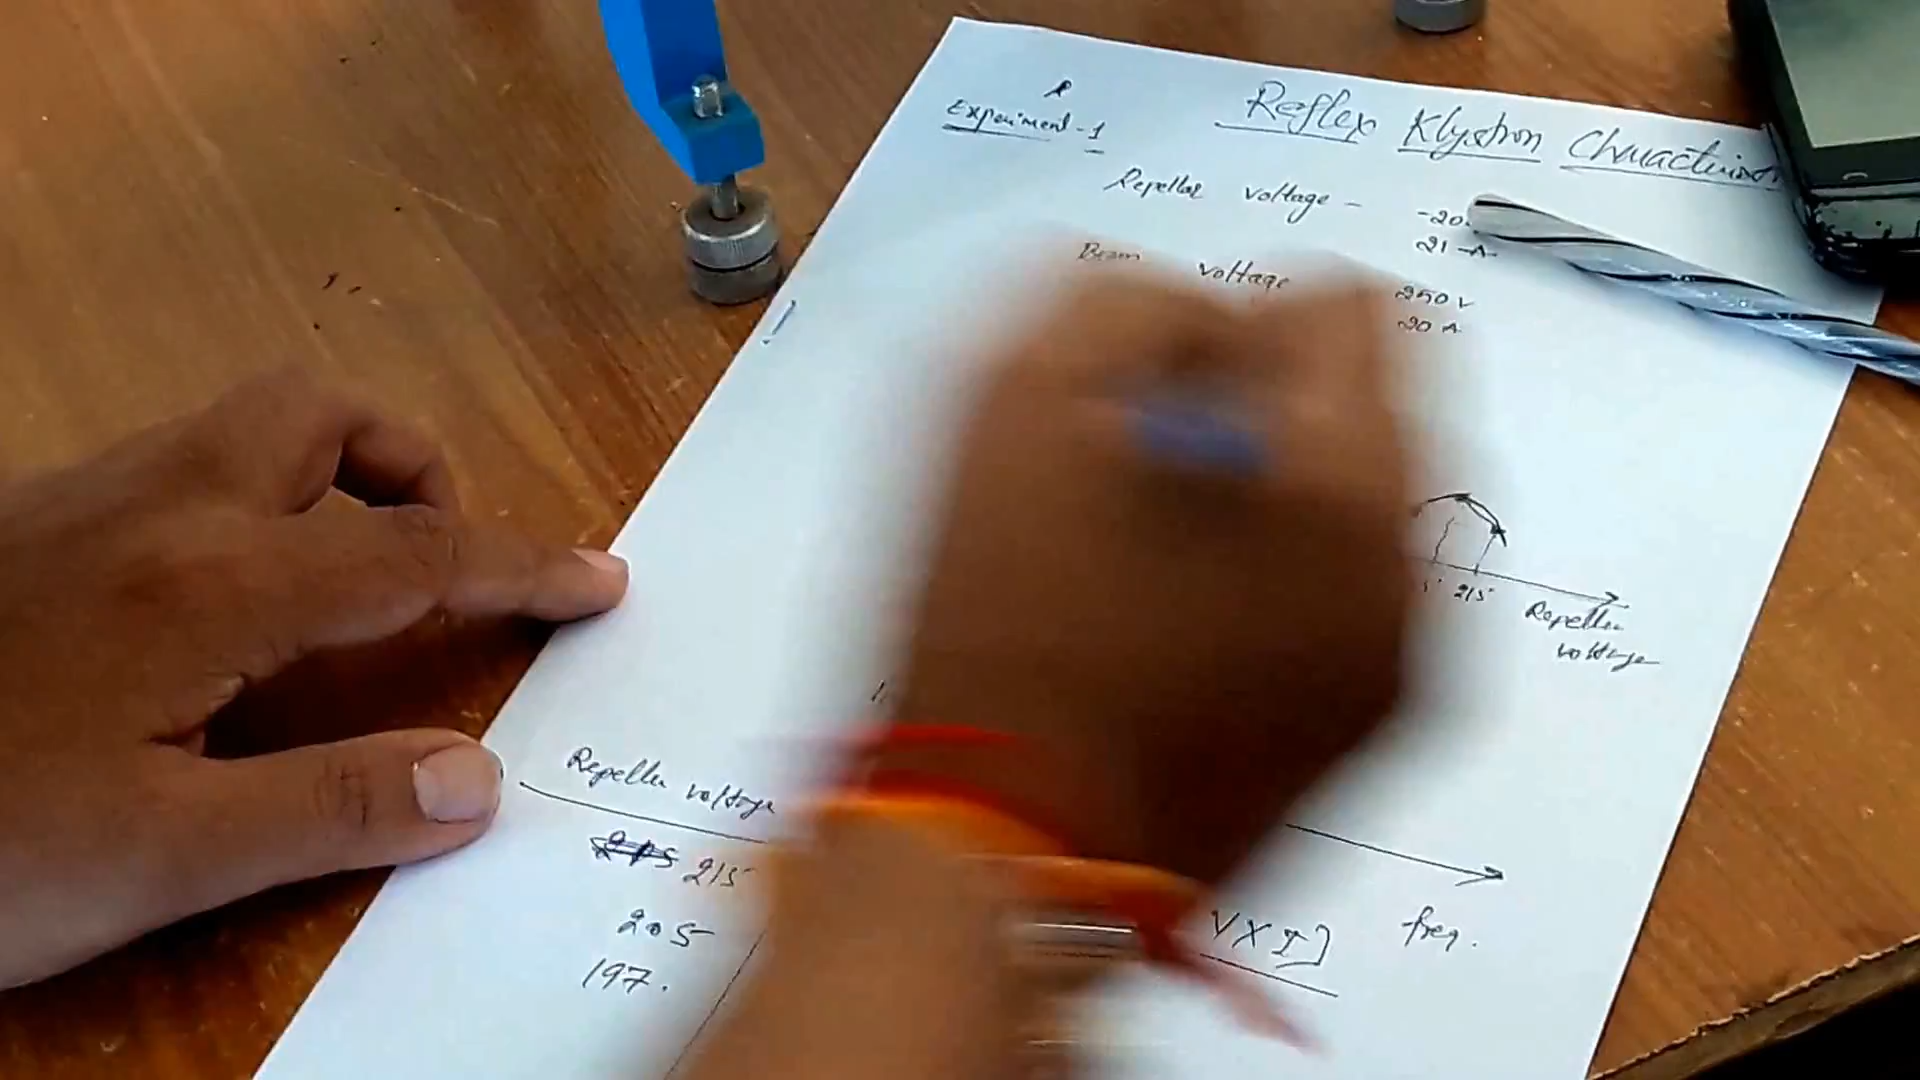 Experiment-1
Reflex Klystron
Repeller voltage -
21 -A
Beam voltage
250 V
20 A
215
Repeller
voltage
Repeller voltage
215
205
197.
V X I]
freq.